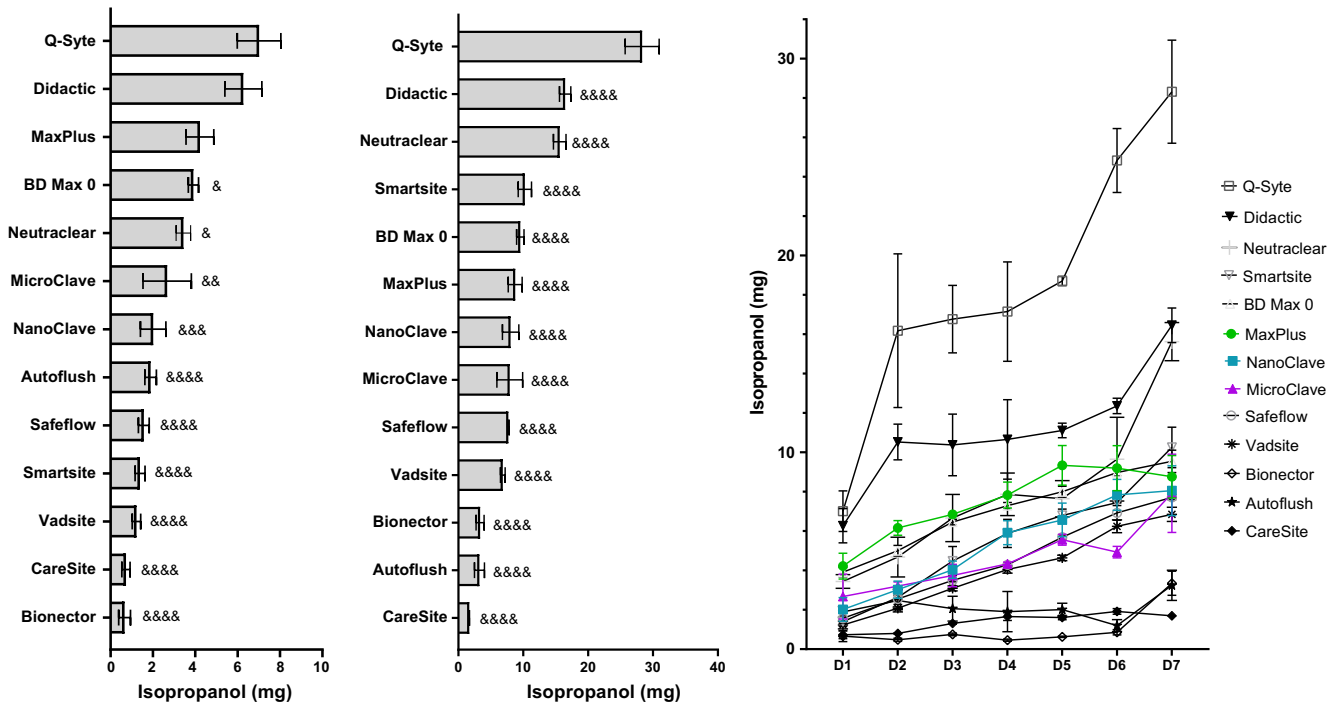 Q-Syte
Didactic
MaxPlus
BD Max 0 &
Neutraclear &
MicroClave &&
NanoClave &&&
Autoflush &&&&
Safeflow &&&&
Smartsite &&&&
Vadsite &&&&
CareSite &&&&
Bionector &&&&
0 2 4 6 8 10
Isopropanol (mg)
Q-Syte
Didactic &&&&
Neutraclear &&&&
Smartsite &&&&
BD Max 0 &&&&
MaxPlus &&&&
NanoClave &&&&
MicroClave &&&&
Safeflow &&&&
Vadsite &&&&
Bionector &&&&
Autoflush &&&&
CareSite &&&&
0 10 20 30 40
Isopropanol (mg)
Isopropanol (mg)
30
20
10
0
D1 D2 D3 D4 D5 D6 D7
Q-Syte
Didactic
Neutraclear
Smartsite
BD Max 0
MaxPlus
NanoClave
MicroClave
Safeflow
Vadsite
Bionector
Autoflush
CareSite